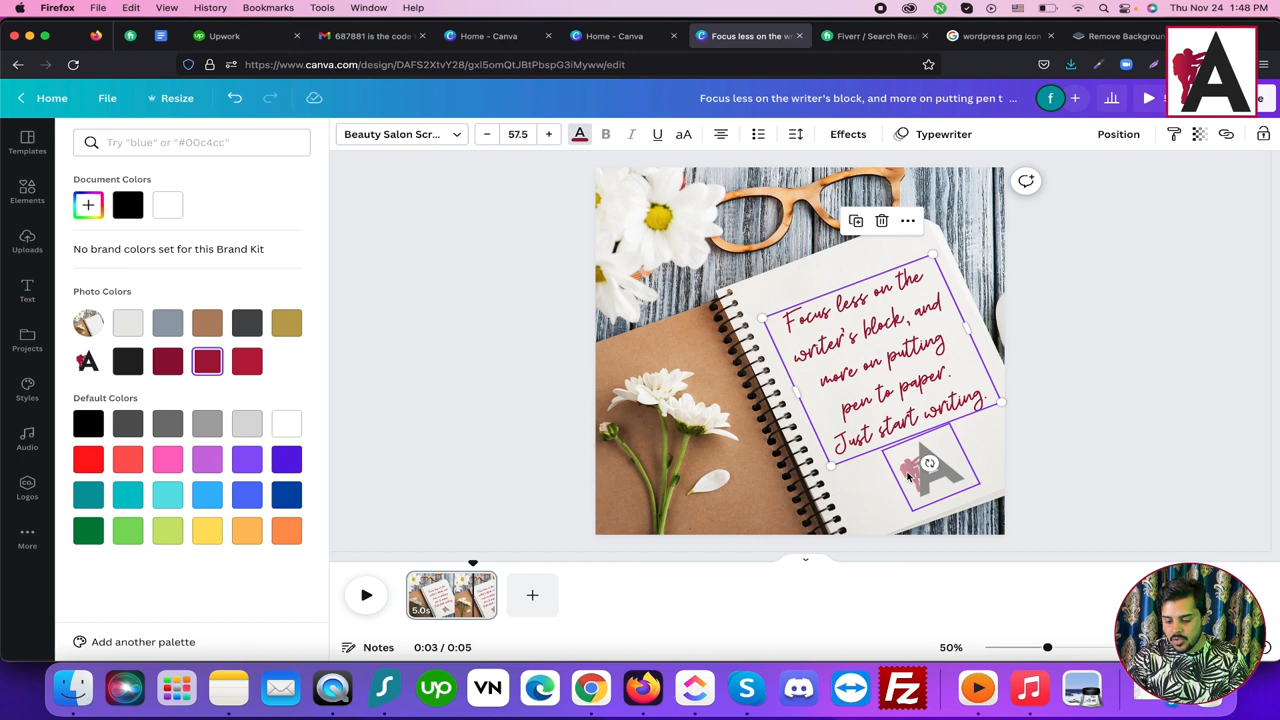 Firefox File Edit View History Bookmarks Tools Window Help Thu Nov 24 1:48 PM
Upwork 687881 is the code Home - Canva Home - Canva Focus less on the wr Fiverr / Search Resu wordpress png icon Remove Backgroun
https://www.canva.com/design/DAFS2XtvY28/gxl5omQtJBtPbspG3iMyww/edit
Home File Resize Focus less on the writer's block, and more on putting pen t ... f
A
Templates
Elements
Uploads
Text
Projects
Styles
Audio
Logos
More
Try "blue" or "#00c4cc"
Document Colors
No brand colors set for this Brand Kit
Photo Colors
A
Default Colors
Add another palette
Beauty Salon Scr... 57.5 A B I U aA Effects Typewriter Position
Focus less on the
writer's block, and
more on putting
pen to paper.
Just start writing.
A
5.0s
Notes 0:03 / 0:05 50%
up VN Fz